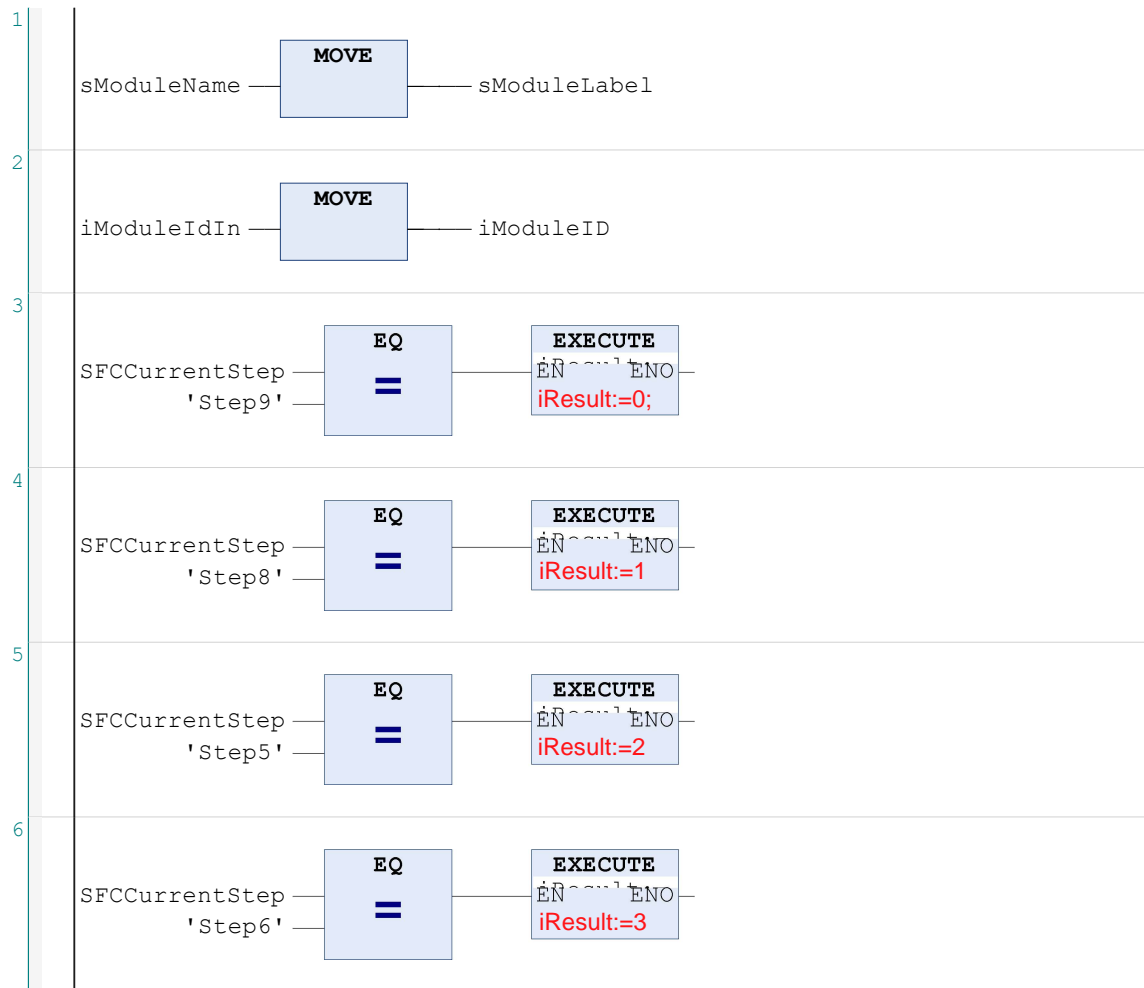 1
MOVE
sModuleName
sModuleLabel
2
MOVE
iModuleIdIn
iModuleID
3
EQ
EXECUTE
SFCCurrentStep
=
EN
ENO
'Step9'
iResult:=0;
4
EQ
EXECUTE
SFCCurrentStep
=
EN
ENO
'Step8'
iResult:=1
5
EQ
EXECUTE
SFCCurrentStep
=
EN
ENO
'Step5'
iResult:=2
6
EQ
EXECUTE
SFCCurrentStep
=
EN
ENO
'Step6'
iResult:=3